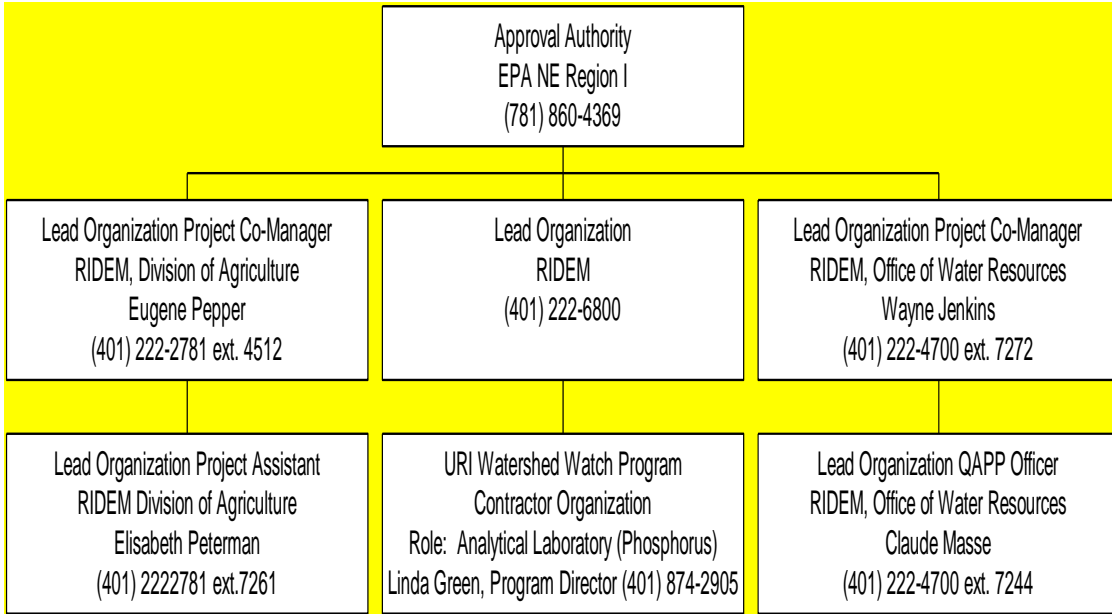 Approval Authority
EPA NE Region I
(781) 860-4369
Lead Organization Project Co-Manager
RIDEM, Division of Agriculture
Eugene Pepper
(401) 222-2781 ext. 4512
Lead Organization
RIDEM
(401) 222-6800
Lead Organization Project Co-Manager
RIDEM, Office of Water Resources
Wayne Jenkins
(401) 222-4700 ext. 7272
Lead Organization Project Assistant
RIDEM Division of Agriculture
Elisabeth Peterman
(401) 2222781 ext.7261
URI Watershed Watch Program
Contractor Organization
Role:  Analytical Laboratory (Phosphorus)
Linda Green, Program Director (401) 874-2905
Lead Organization QAPP Officer
RIDEM, Office of Water Resources
Claude Masse
(401) 222-4700 ext. 7244